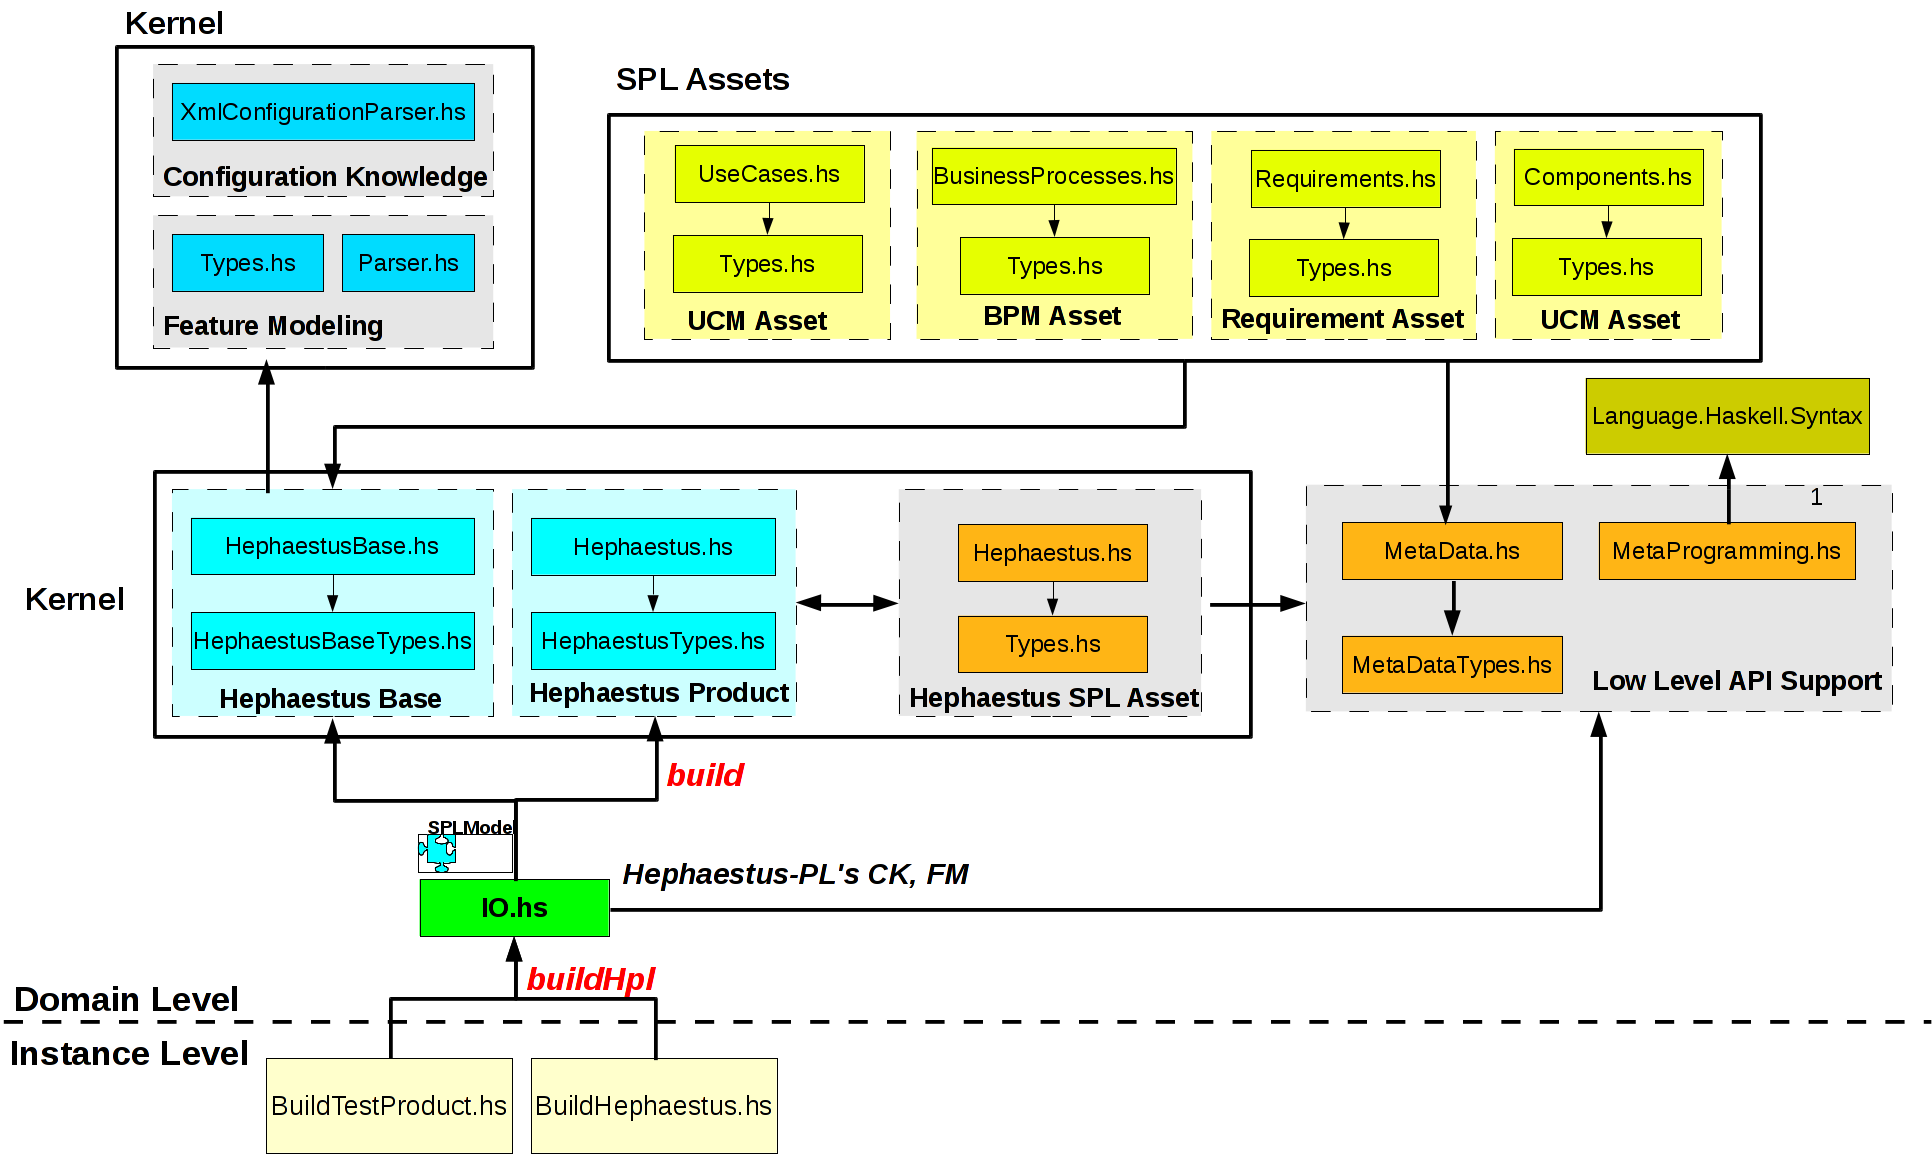 Kernel
XmlConfigurationParser.hs
Configuration Knowledge
Types.hs
Parser.hs
Feature Modeling
SPL Assets
UseCases.hs
Types.hs
UCM Asset
BusinessProcesses.hs
Types.hs
BPM Asset
Requirements.hs
Types.hs
Requirement Asset
Components.hs
Types.hs
UCM Asset
Language.Haskell.Syntax
Kernel
HephaestusBase.hs
HephaestusBaseTypes.hs
Hephaestus Base
Hephaestus.hs
HephaestusTypes.hs
Hephaestus Product
Hephaestus.hs
Types.hs
Hephaestus SPL Asset
1
MetaData.hs
MetaProgramming.hs
MetaDataTypes.hs
Low Level API Support
build
SPLModel
Hephaestus-PL's CK, FM
IO.hs
buildHpl
Domain Level
Instance Level
BuildTestProduct.hs
BuildHephaestus.hs